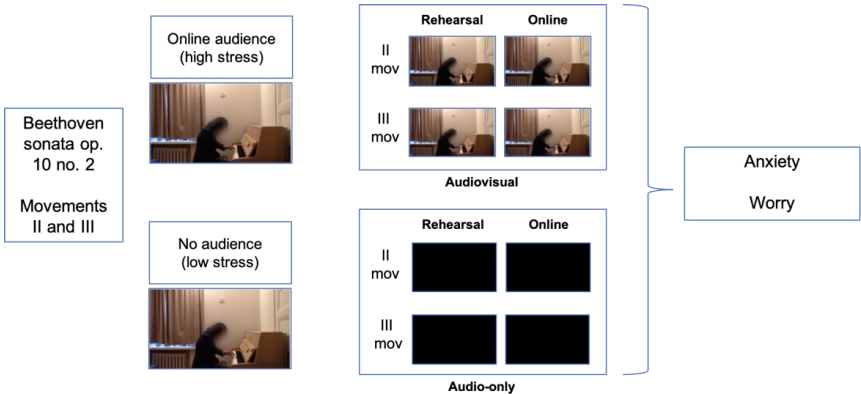 Beethoven
sonata op.
10 no. 2
Movements
II and III
Online audience
(high stress)
No audience
(low stress)
Rehearsal
Online
II
mov
III
mov
Audiovisual
Rehearsal
Online
II
mov
III
mov
Audio-only
Anxiety
Worry